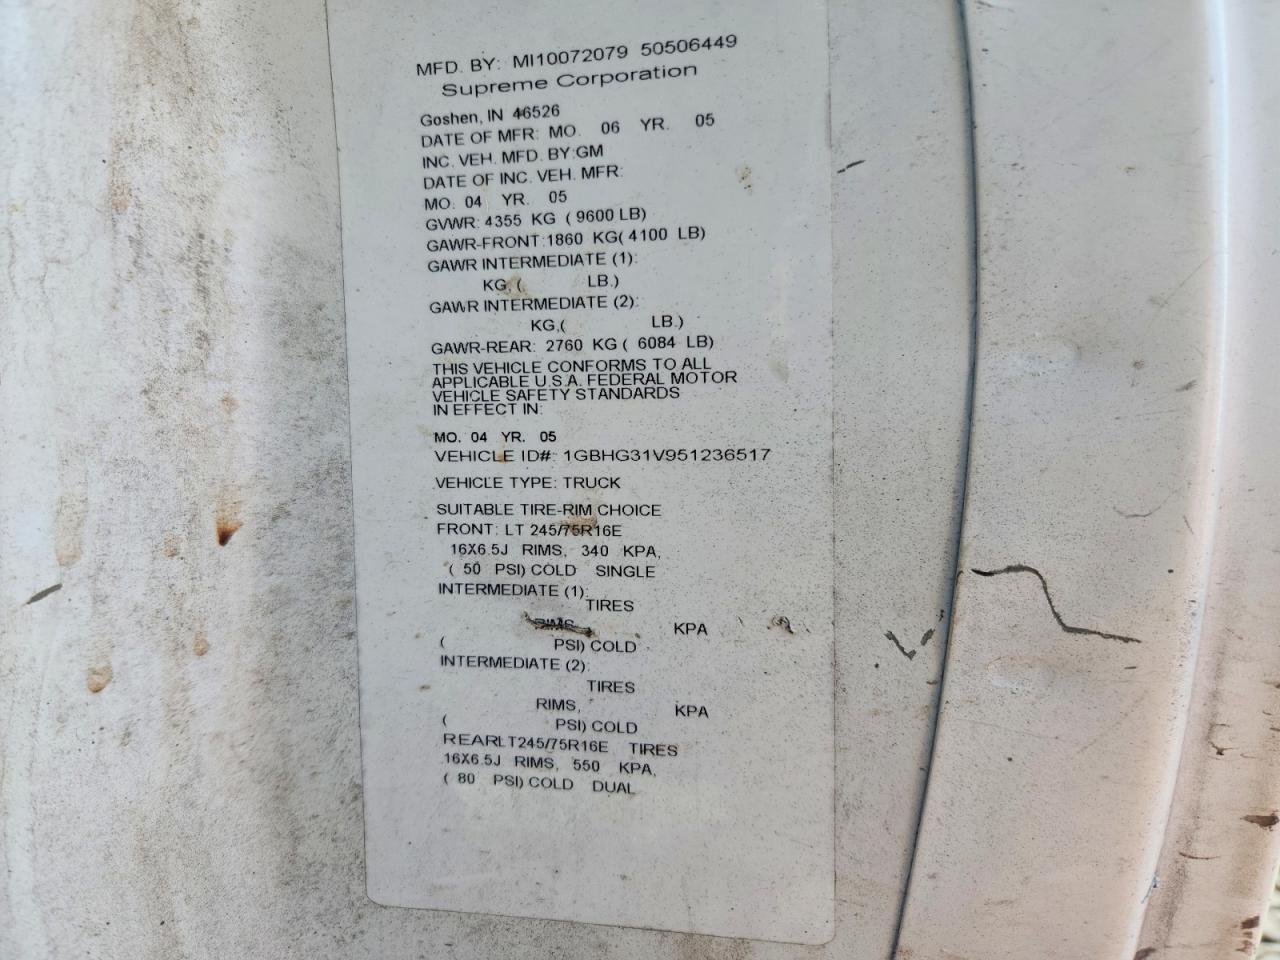 MFD. BY: MI10072079 50506449
Supreme Corporation
Goshen, IN 46526
DATE OF MFR: MO. 06 YR. 05
INC. VEH. MFD. BY:GM
DATE OF INC. VEH. MFR:
MO. 04 YR. 05
GVWR: 4355 KG ( 9600 LB)
GAWR-FRONT:1860 KG( 4100 LB)
GAWR INTERMEDIATE (1):
KG, ( LB.)
GAWR INTERMEDIATE (2):
KG,( LB.)
GAWR-REAR: 2760 KG ( 6084 LB)
THIS VEHICLE CONFORMS TO ALL
APPLICABLE U.S.A. FEDERAL MOTOR
VEHICLE SAFETY STANDARDS
IN EFFECT IN:
MO. 04 YR. 05
VEHICLE ID#: 1GBHG31V951236517
VEHICLE TYPE: TRUCK
SUITABLE TIRE-RIM CHOICE
FRONT: LT 245/75R16E
16X6.5J RIMS, 340 KPA,
( 50 PSI) COLD SINGLE
INTERMEDIATE (1):
TIRES
RIMS, KPA
( PSI) COLD
INTERMEDIATE (2):
TIRES
RIMS, KPA
( PSI) COLD
REARLT245/75R16E TIRES
16X6.5J RIMS, 550 KPA,
( 80 PSI) COLD DUAL